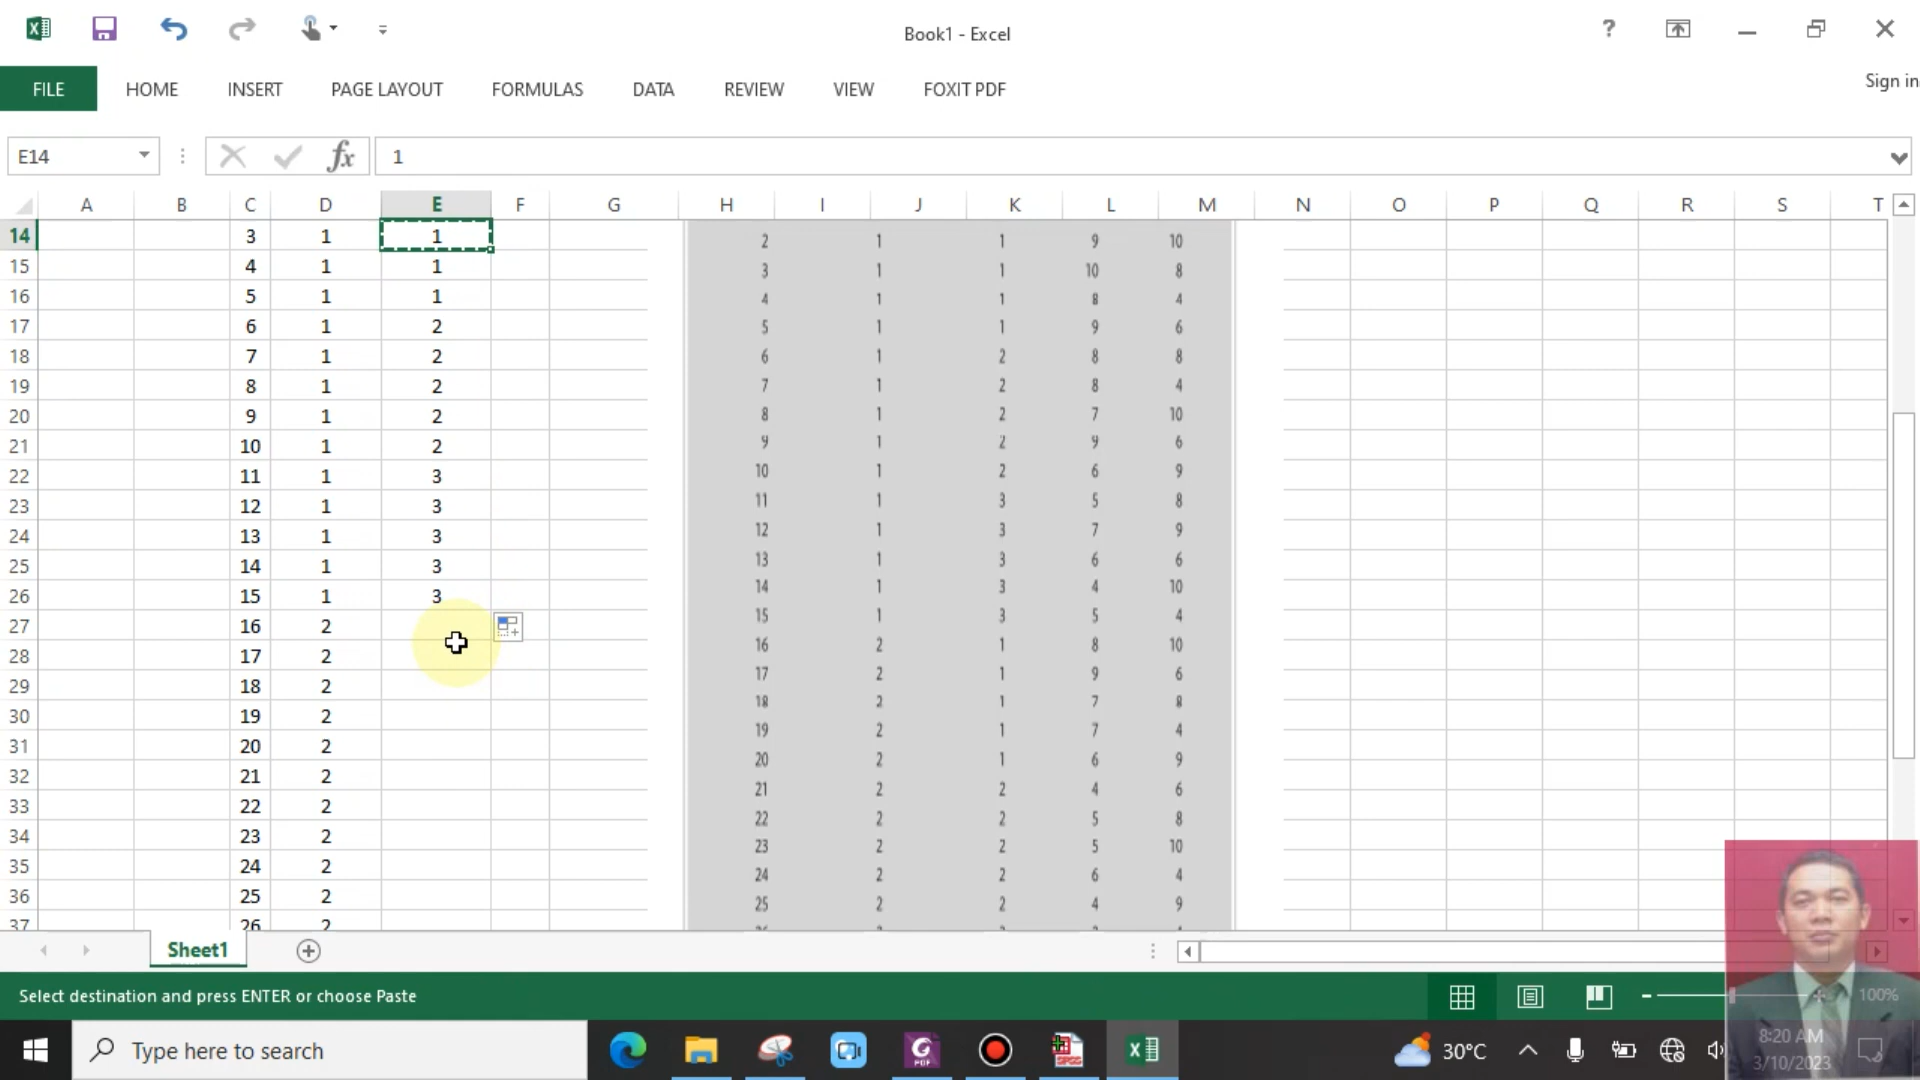 Book1 - Excel
?
FILE HOME INSERT PAGE LAYOUT FORMULAS DATA REVIEW VIEW FOXIT PDF Sign in
E14 fx 1
A B C D E F G H I J K L M N O P Q R S T
14 3 1 1 2 1 1 9 10
15 4 1 1 3 1 1 10 8
16 5 1 1 4 1 1 8 4
17 6 1 2 5 1 1 9 6
18 7 1 2 6 1 2 8 8
19 8 1 2 7 1 2 8 4
20 9 1 2 8 1 2 7 10
21 10 1 2 9 1 2 9 6
22 11 1 3 10 1 2 6 9
23 12 1 3 11 1 3 5 8
24 13 1 3 12 1 3 7 9
25 14 1 3 13 1 3 6 6
26 15 1 3 14 1 3 4 10
27 16 2 15 1 3 5 4
28 17 2 16 2 1 8 10
29 18 2 17 2 1 9 6
30 19 2 18 2 1 7 8
31 20 2 19 2 1 7 4
32 21 2 20 2 1 6 9
33 22 2 21 2 2 4 6
34 23 2 22 2 2 5 8
35 24 2 23 2 2 5 10
36 25 2 24 2 2 6 4
37 26 2 25 2 2 4 9
Sheet1
Select destination and press ENTER or choose Paste
100%
Type here to search
PDF
SPSS
30°C
8:20 AM
3/10/2023